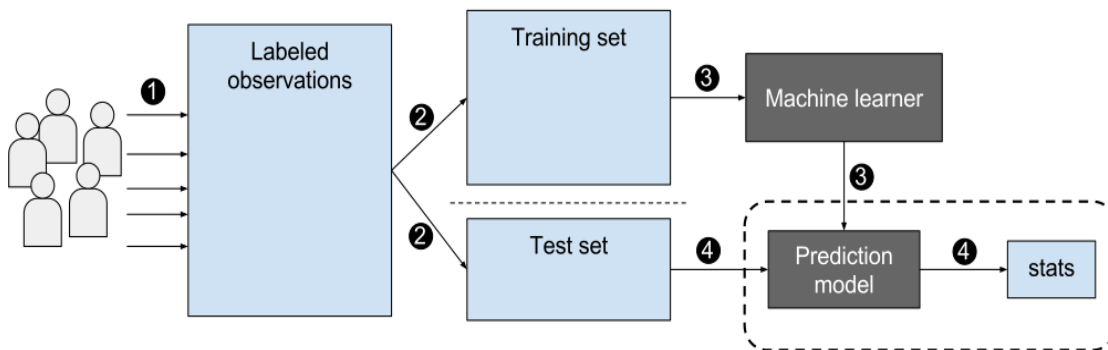 1
Labeled
observations
2
2
Training set
Test set
3
Machine learner
3
4
Prediction
model
4
stats